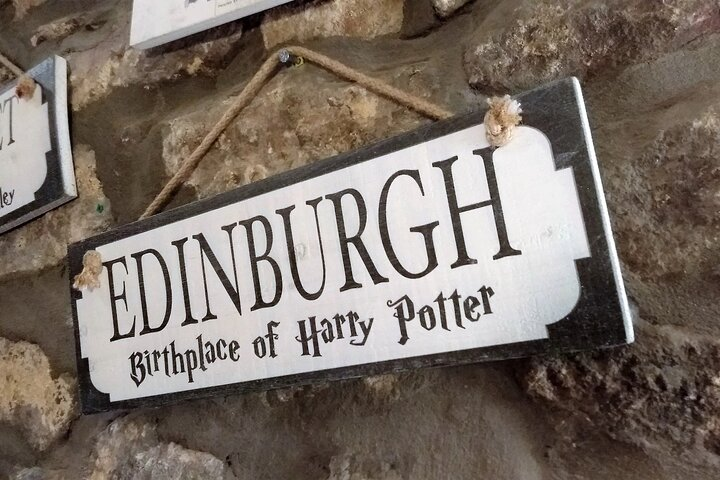 EDINBURGH
Birthplace of Harry Potter